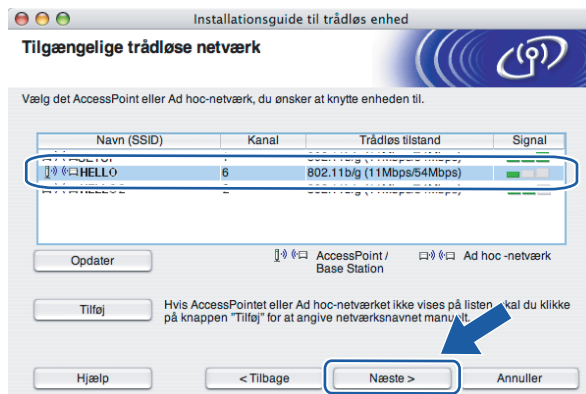 Installationsguide til trådløs enhed
Tilgængelige trådløse netværk
Vælg det AccessPoint eller Ad hoc-netværk, du ønsker at knytte enheden til.
Navn (SSID) Kanal Trådløs tilstand Signal
HELLO 6 802.11b/g (11Mbps/54Mbps)
Opdater
AccessPoint / Base Station
Ad hoc -netværk
Tilføj
Hvis AccessPointet eller Ad hoc-netværket ikke vises på listen, skal du klikke
på knappen "Tilføj" for at angive netværksnavnet manuelt.
Hjælp < Tilbage Næste > Annuller